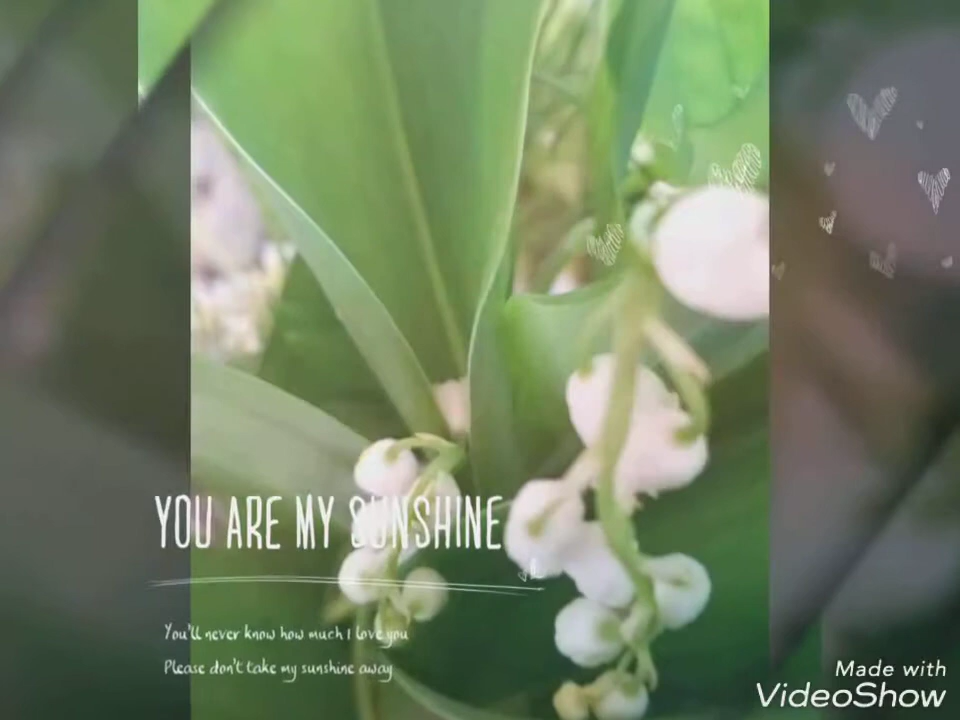 YOU ARE MY SUNSHINE
You'll never know how much I love you
Please don't take my sunshine away
Made with
VideoShow